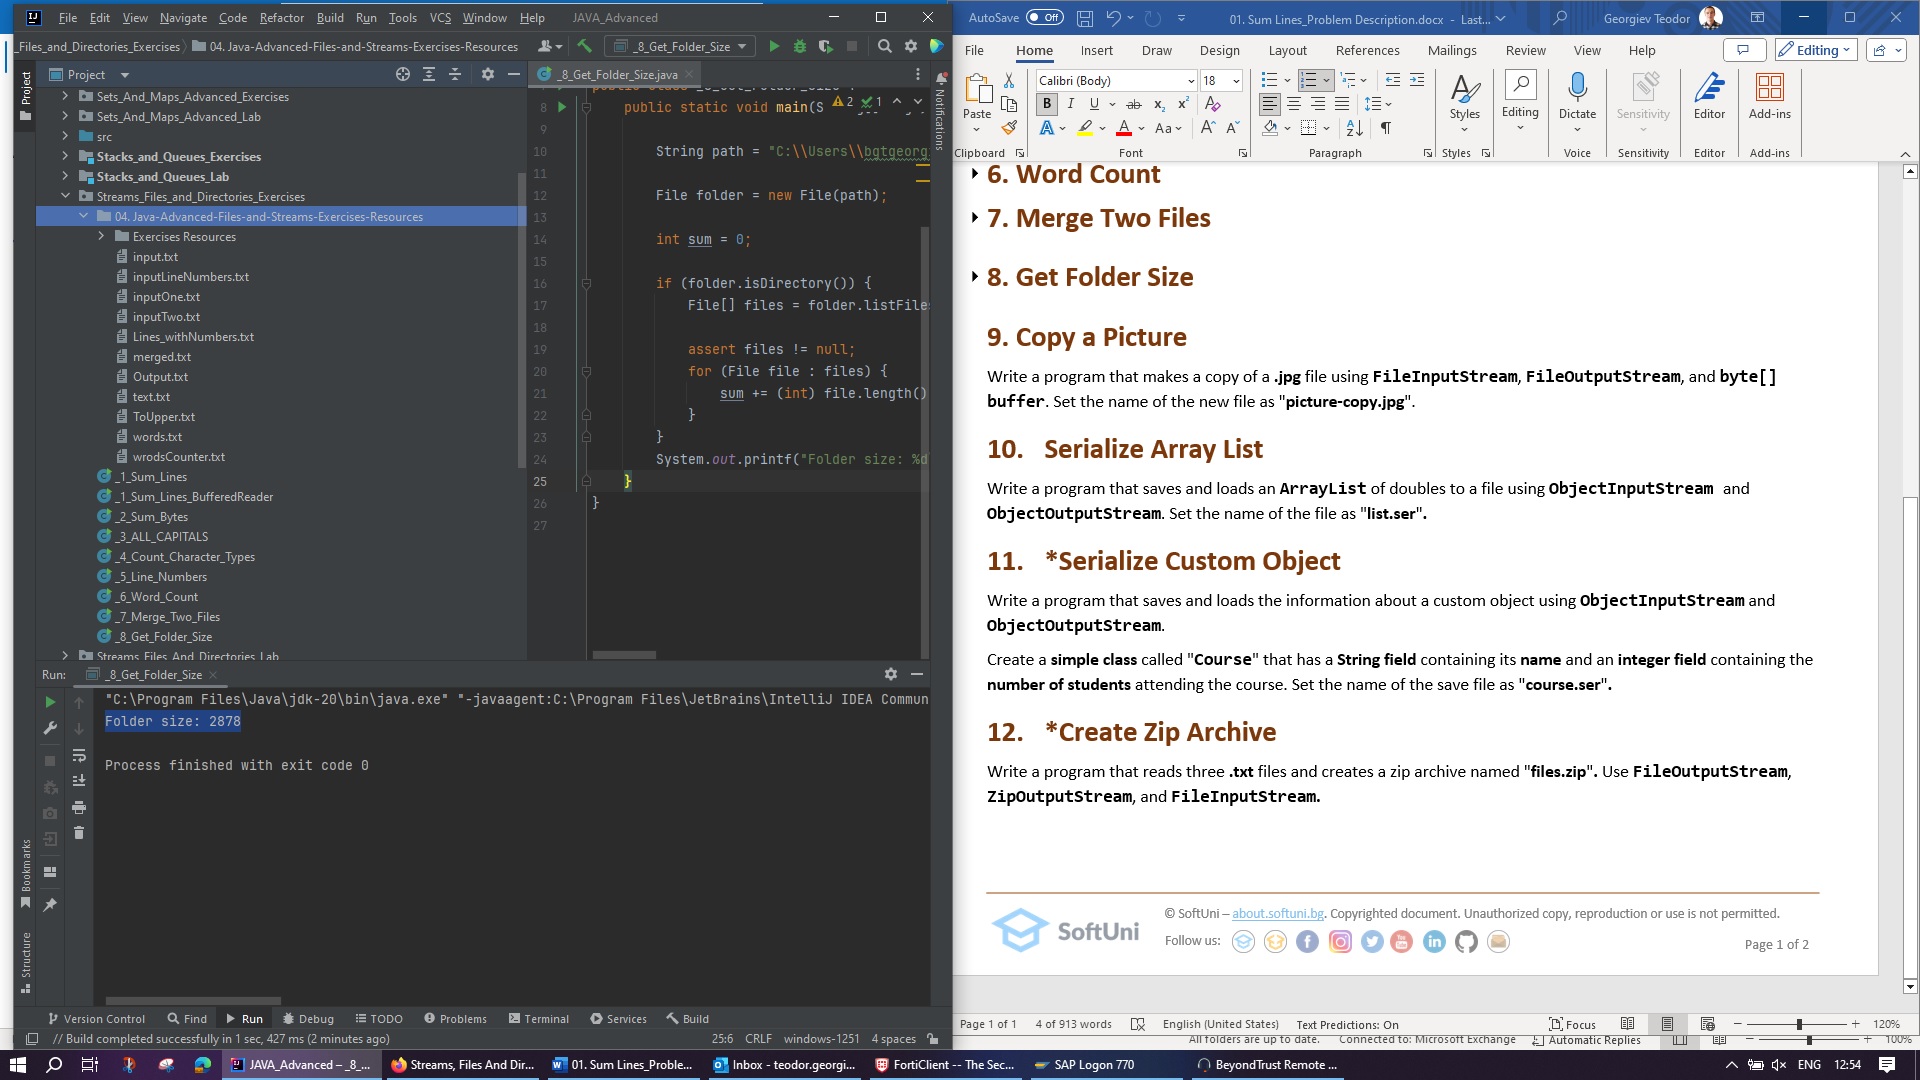 File Edit View Navigate Code Refactor Build Run Tools VCS Window Help JAVA_Advanced
_Files_and_Directories_Exercises 04. Java-Advanced-Files-and-Streams-Exercises-Resources _8_Get_Folder_Size
Project
Sets_And_Maps_Advanced_Exercises
Sets_And_Maps_Advanced_Lab
src
Stacks_and_Queues_Exercises
Stacks_and_Queues_Lab
Streams_Files_and_Directories_Exercises
04. Java-Advanced-Files-and-Streams-Exercises-Resources
Exercises Resources
input.txt
inputLineNumbers.txt
inputOne.txt
inputTwo.txt
Lines_withNumbers.txt
merged.txt
Output.txt
text.txt
ToUpper.txt
words.txt
wrodsCounter.txt
_1_Sum_Lines
_1_Sum_Lines_BufferedReader
_2_Sum_Bytes
_3_ALL_CAPITALS
_4_Count_Character_Types
_5_Line_Numbers
_6_Word_Count
_7_Merge_Two_Files
_8_Get_Folder_Size
Streams_Files_And_Directories_Lab
Project
Bookmarks
Structure
Notifications
_8_Get_Folder_Size.java
8 public static void main(S 2 1
9
10 String path = "C:\\Users\\bgtgeorgi
11
12 File folder = new File(path);
13
14 int sum = 0;
15
16 if (folder.isDirectory()) {
17 File[] files = folder.listFile
18
19 assert files != null;
20 for (File file : files) {
21 sum += (int) file.length()
22 }
23 }
24 System.out.printf("Folder size: %d
25 }
26 }
27
Run: _8_Get_Folder_Size
"C:\Program Files\Java\jdk-20\bin\java.exe" "-javaagent:C:\Program Files\JetBrains\IntelliJ IDEA Commun
Folder size: 2878
Process finished with exit code 0
Version Control Find Run Debug TODO Problems Terminal Services Build
// Build completed successfully in 1 sec, 427 ms (2 minutes ago) 25:6 CRLF windows-1251 4 spaces
AutoSave Off 01. Sum Lines_Problem Description.docx - Last... Georgiev Teodor
File Home Insert Draw Design Layout References Mailings Review View Help Editing
Calibri (Body) 18
Paste Styles Editing Dictate Sensitivity Editor Add-ins
Clipboard Font Paragraph Styles Voice Sensitivity Editor Add-ins
6. Word Count
7. Merge Two Files
8. Get Folder Size
9. Copy a Picture
Write a program that makes a copy of a .jpg file using FileInputStream, FileOutputStream, and byte[]
buffer. Set the name of the new file as "picture-copy.jpg".
10. Serialize Array List
Write a program that saves and loads an ArrayList of doubles to a file using ObjectInputStream and
ObjectOutputStream. Set the name of the file as "list.ser".
11. *Serialize Custom Object
Write a program that saves and loads the information about a custom object using ObjectInputStream and
ObjectOutputStream.
Create a simple class called "Course" that has a String field containing its name and an integer field containing the
number of students attending the course. Set the name of the save file as "course.ser".
12. *Create Zip Archive
Write a program that reads three .txt files and creates a zip archive named "files.zip". Use FileOutputStream,
ZipOutputStream, and FileInputStream.
SoftUni
© SoftUni – about.softuni.bg. Copyrighted document. Unauthorized copy, reproduction or use is not permitted.
Follow us:
Page 1 of 2
Page 1 of 1 4 of 913 words English (United States) Text Predictions: On Focus 120%
All folders are up to date. Connected to: Microsoft Exchange Automatic Replies 100%
JAVA_Advanced – _8_... Streams, Files And Dir... 01. Sum Lines_Proble... Inbox - teodor.georgi... FortiClient -- The Sec... SAP Logon 770 BeyondTrust Remote ... ENG 12:54